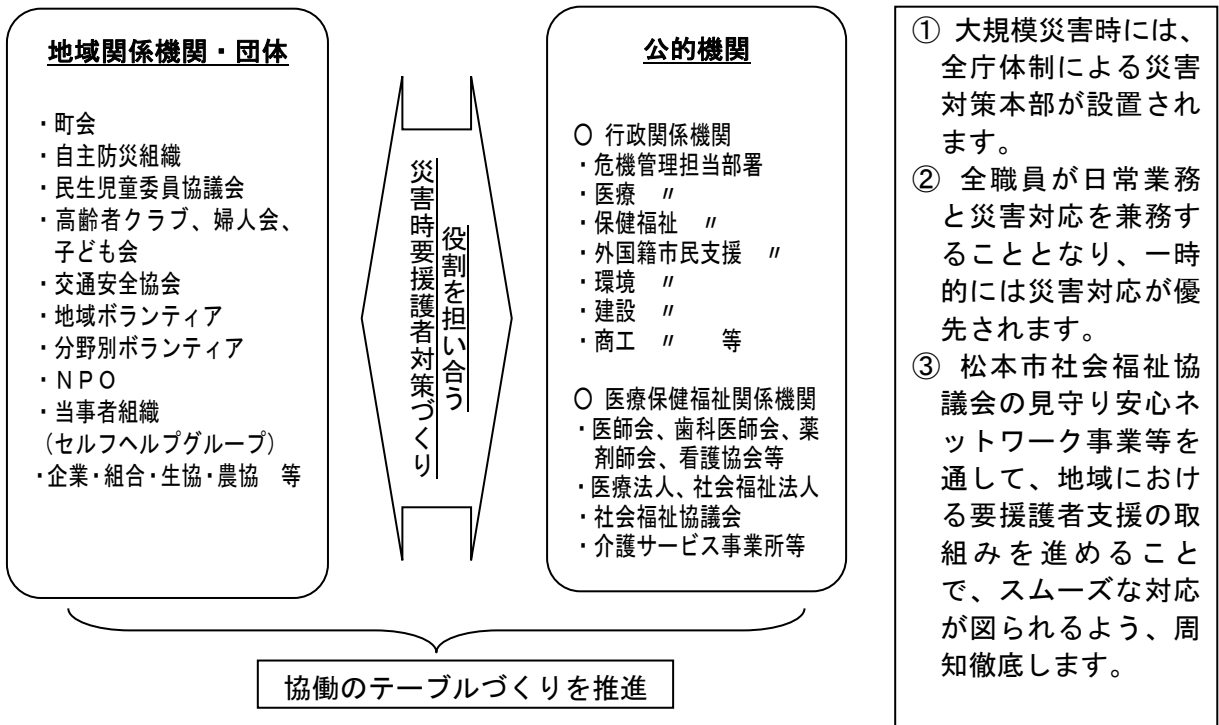 地域関係機関・団体
・町会
・自主防災組織
・民生児童委員協議会
・高齢者クラブ、婦人会、
子ども会
・交通安全協会
・地域ボランティア
・分野別ボランティア
・ＮＰＯ
・当事者組織
（セルフヘルプグループ）
・企業・組合・生協・農協　等
役割を担い合う
災害時要援護者対策づくり
公的機関
〇 行政関係機関
・危機管理担当部署
・医療　〃
・保健福祉　〃
・外国籍市民支援　〃
・環境　〃
・建設　〃
・商工　〃　　等
〇 医療保健福祉関係機関
・医師会、歯科医師会、薬
剤師会、看護協会等
・医療法人、社会福祉法人
・社会福祉協議会
・介護サービス事業所等
協働のテーブルづくりを推進
① 大規模災害時には、
全庁体制による災害
対策本部が設置され
ます。
② 全職員が日常業務
と災害対応を兼務す
ることとなり、一時
的には災害対応が優
先されます。
③ 松本市社会福祉協
議会の見守り安心ネ
ットワーク事業等を
通して、地域におけ
る要援護者支援の取
組みを進めること
で、スムーズな対応
が図られるよう、周
知徹底します。